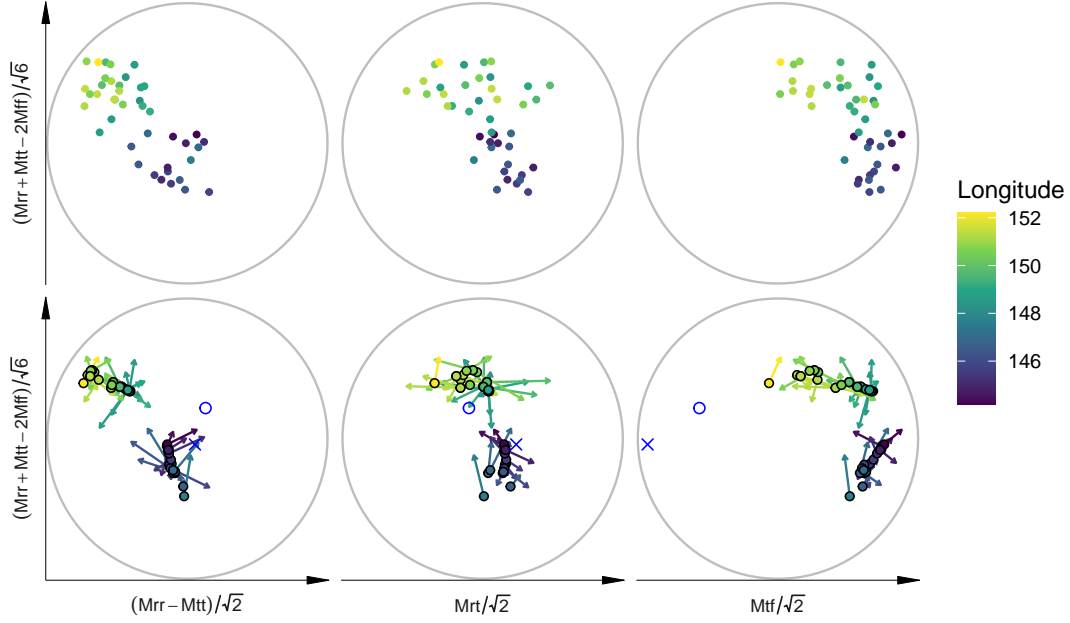 (Mrr + Mtt − 2Mff)/√6
Longitude
152
150
148
146
(Mrr + Mtt − 2Mff)/√6
(Mrr − Mtt)/√2
Mrt/√2
Mtf/√2